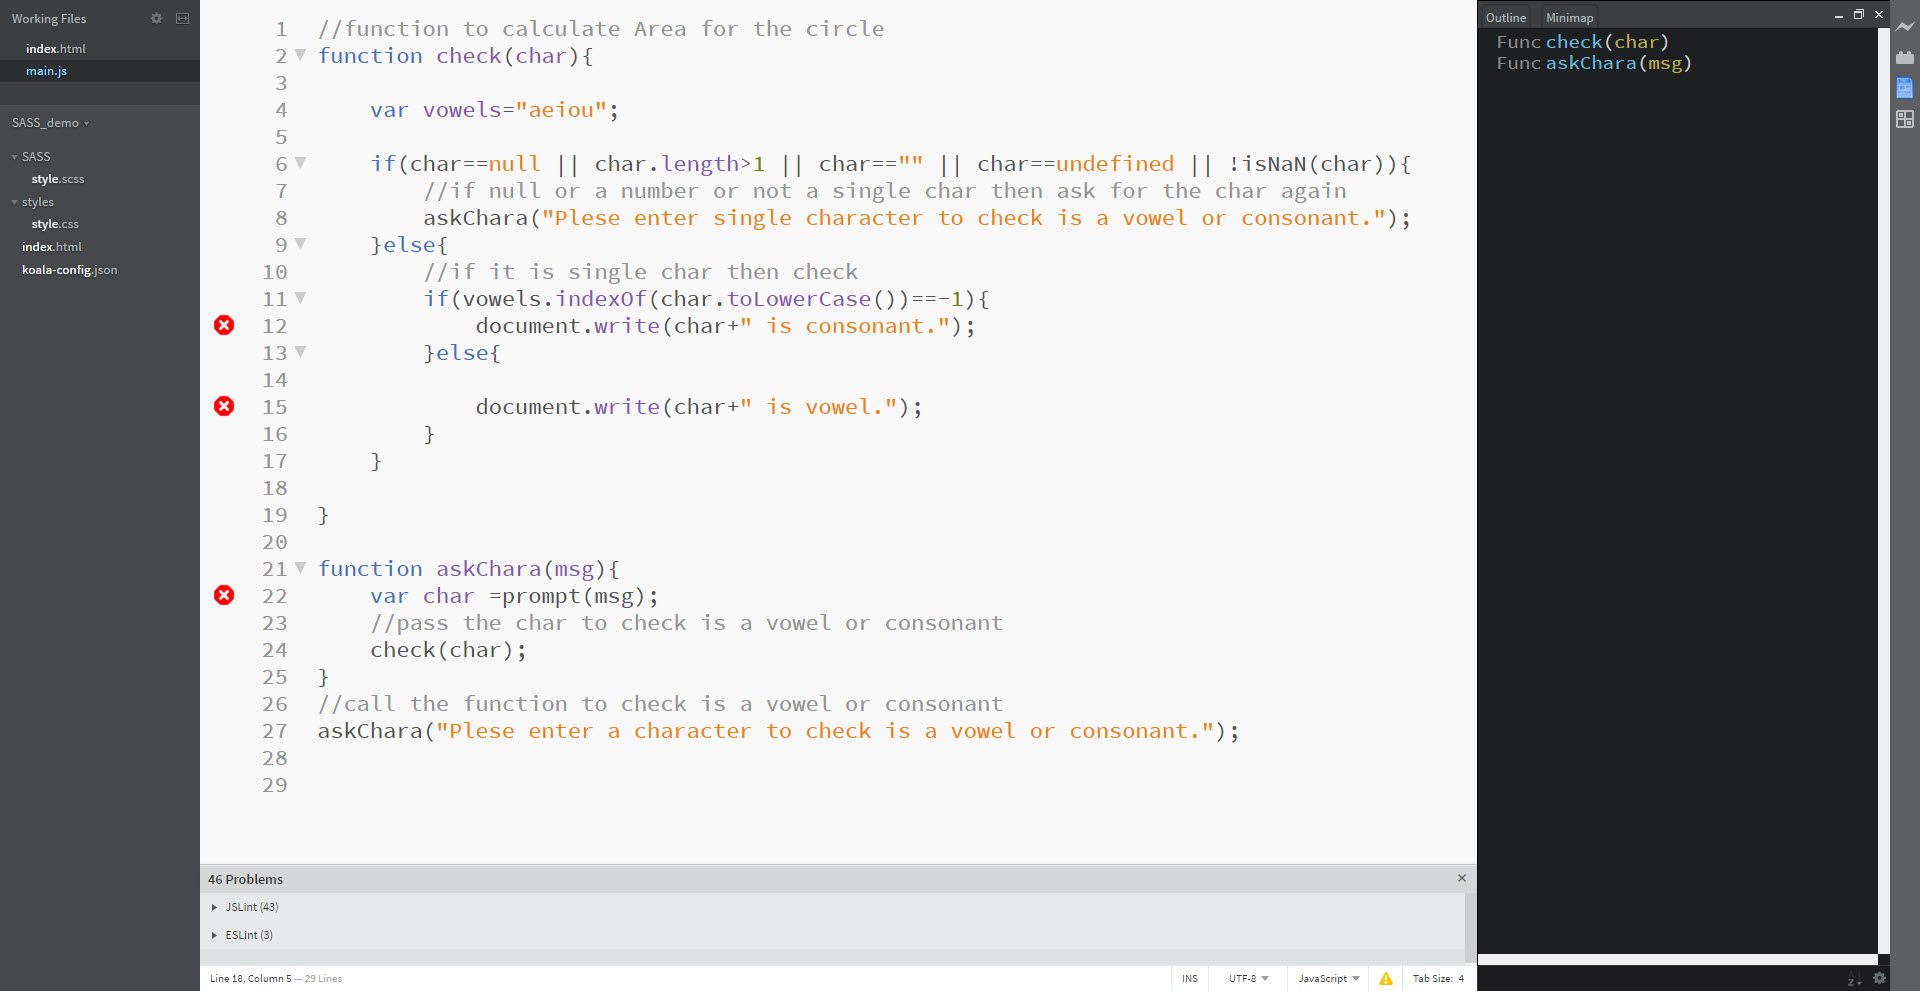 Working Files
index.html
main.js
SASS_demo
SASS
style.scss
styles
style.css
index.html
koala-config.json
1 //function to calculate Area for the circle
2 function check(char){
3
4 var vowels="aeiou";
5
6 if(char==null || char.length>1 || char=="" || char==undefined || !isNaN(char)){
7 //if null or a number or not a single char then ask for the char again
8 askChara("Plese enter single character to check is a vowel or consonant.");
9 }else{
10 //if it is single char then check
11 if(vowels.indexOf(char.toLowerCase())==-1){
12 document.write(char+" is consonant.");
13 }else{
14
15 document.write(char+" is vowel.");
16 }
17 }
18
19 }
20
21 function askChara(msg){
22 var char =prompt(msg);
23 //pass the char to check is a vowel or consonant
24 check(char);
25 }
26 //call the function to check is a vowel or consonant
27 askChara("Plese enter a character to check is a vowel or consonant.");
28
29
46 Problems
JSLint (43)
ESLint (3)
Line 18, Column 5 — 29 Lines
INS UTF-8 JavaScript Tab Size: 4
Outline Minimap
Func check(char)
Func askChara(msg)